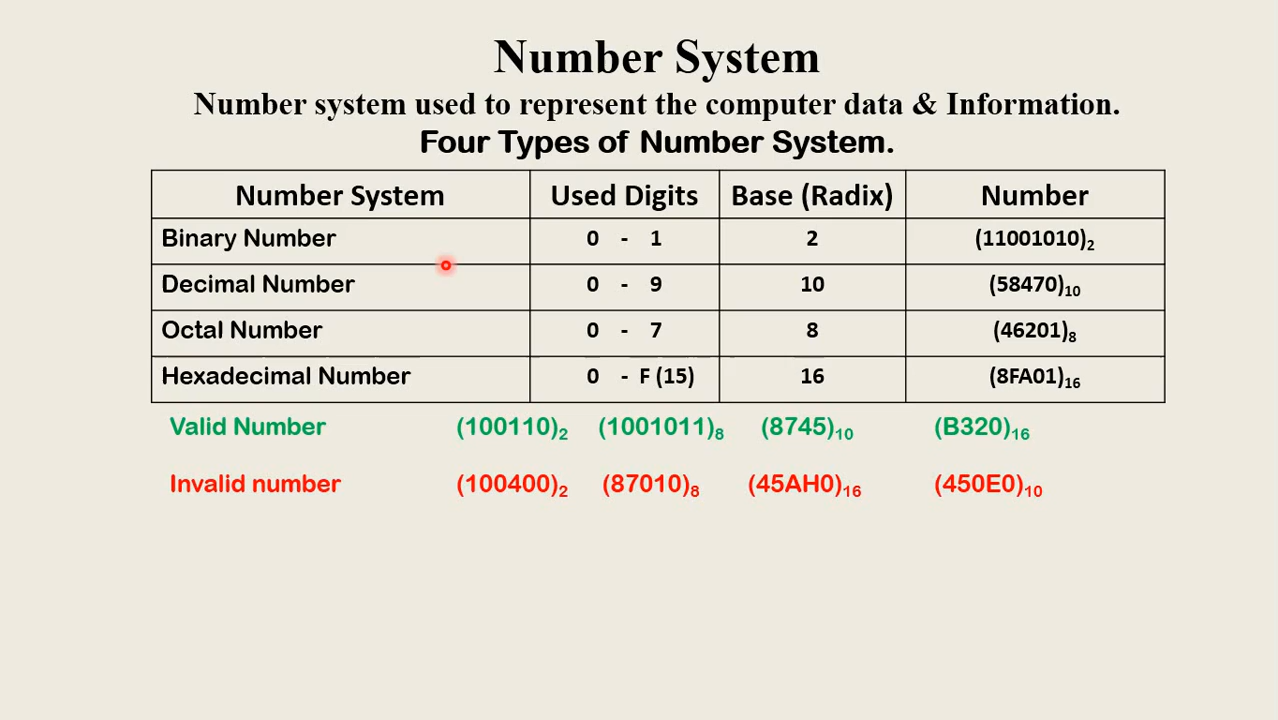 Number System
Number system used to represent the computer data & Information.
Four Types of Number System.
Number System Used Digits Base (Radix) Number
Binary Number 0 - 1 2 (11001010)₂
Decimal Number 0 - 9 10 (58470)₁₀
Octal Number 0 - 7 8 (46201)₈
Hexadecimal Number 0 - F (15) 16 (8FA01)₁₆
Valid Number (100110)₂ (1001011)₈ (8745)₁₀ (B320)₁₆
Invalid number (100400)₂ (87010)₈ (45AH0)₁₆ (450E0)₁₀